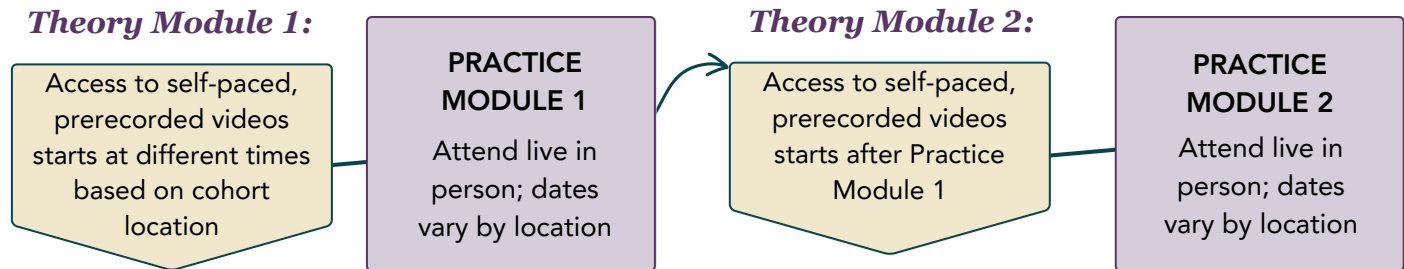 Theory Module 1:
Access to self-paced,
prerecorded videos
starts at different times
based on cohort
location
PRACTICE
MODULE 1
Attend live in
person; dates
vary by location
Theory Module 2:
Access to self-paced,
prerecorded videos
starts after Practice
Module 1
PRACTICE
MODULE 2
Attend live in
person; dates
vary by location